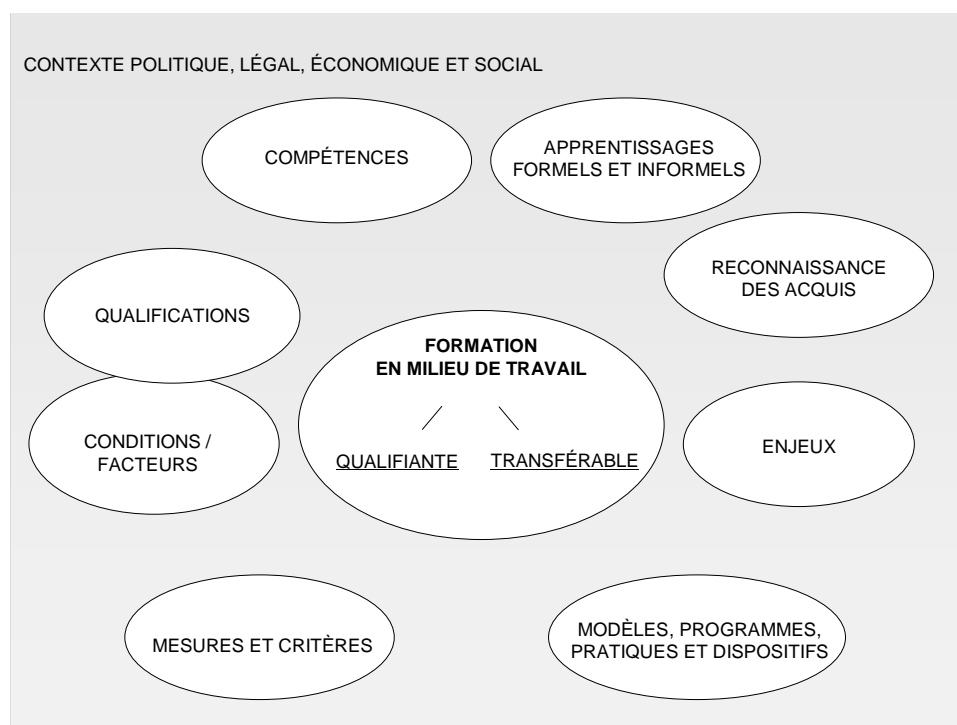 CONTEXTE POLITIQUE, LÉGAL, ÉCONOMIQUE ET SOCIAL
COMPÉTENCES
APPRENTISSAGES
FORMELS ET INFORMELS
RECONNAISSANCE
DES ACQUIS
QUALIFICATIONS
FORMATION
EN MILIEU DE TRAVAIL
QUALIFIANTE
TRANSFÉRABLE
CONDITIONS /
FACTEURS
ENJEUX
MESURES ET CRITÈRES
MODÈLES, PROGRAMMES,
PRATIQUES ET DISPOSITIFS